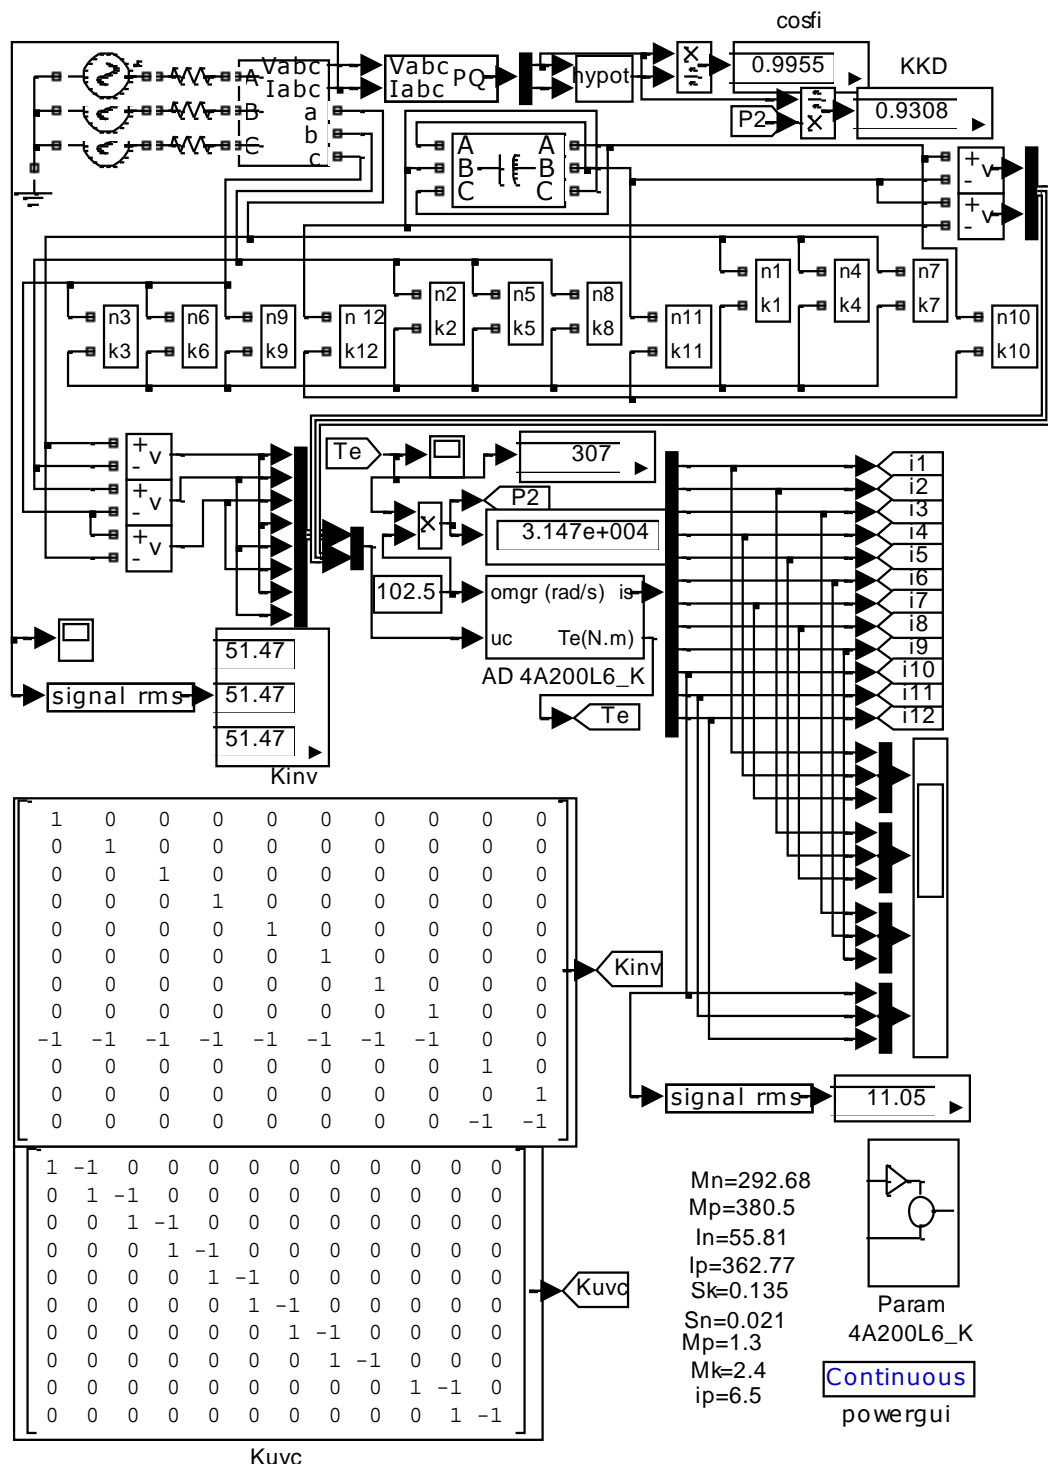 cosfi
0.9955
KKD
0.9308
P2
Vabc
Iabc
A
B
C
a
b
c
Vabc
Iabc
PQ
hypot
A
B
C
A
B
C
+
-
v
+
-
v
n1
k1
n4
k4
n7
k7
n2
k2
n5
k5
n8
k8
n3
k3
n6
k6
n9
k9
n 12
k12
n11
k11
n10
k10
+
-
v
+
-
v
+
-
v
Te
307
P2
3.147e+004
102.5
omgr (rad/s) is
uc Te(N.m)
AD 4A200L6_K
Te
i1
i2
i3
i4
i5
i6
i7
i8
i9
i10
i11
i12
signal rms
51.47
51.47
51.47
Kinv
1 0 0 0 0 0 0 0 0 0
0 1 0 0 0 0 0 0 0 0
0 0 1 0 0 0 0 0 0 0
0 0 0 1 0 0 0 0 0 0
0 0 0 0 1 0 0 0 0 0
0 0 0 0 0 1 0 0 0 0
0 0 0 0 0 0 1 0 0 0
0 0 0 0 0 0 0 1 0 0
-1 -1 -1 -1 -1 -1 -1 -1 0 0
0 0 0 0 0 0 0 0 1 0
0 0 0 0 0 0 0 0 0 1
0 0 0 0 0 0 0 0 -1 -1
Kinv
signal rms
11.05
1 -1 0 0 0 0 0 0 0 0 0 0
0 1 -1 0 0 0 0 0 0 0 0 0
0 0 1 -1 0 0 0 0 0 0 0 0
0 0 0 1 -1 0 0 0 0 0 0 0
0 0 0 0 1 -1 0 0 0 0 0 0
0 0 0 0 0 1 -1 0 0 0 0 0
0 0 0 0 0 0 1 -1 0 0 0 0
0 0 0 0 0 0 0 1 -1 0 0 0
0 0 0 0 0 0 0 0 0 1 -1 0
0 0 0 0 0 0 0 0 0 0 1 -1
Kuvc
Kuvc
Mn=292.68
Mp=380.5
In=55.81
Ip=362.77
Sk=0.135
Sn=0.021
Mp=1.3
Mk=2.4
ip=6.5
Param
4A200L6_K
Continuous
powergui